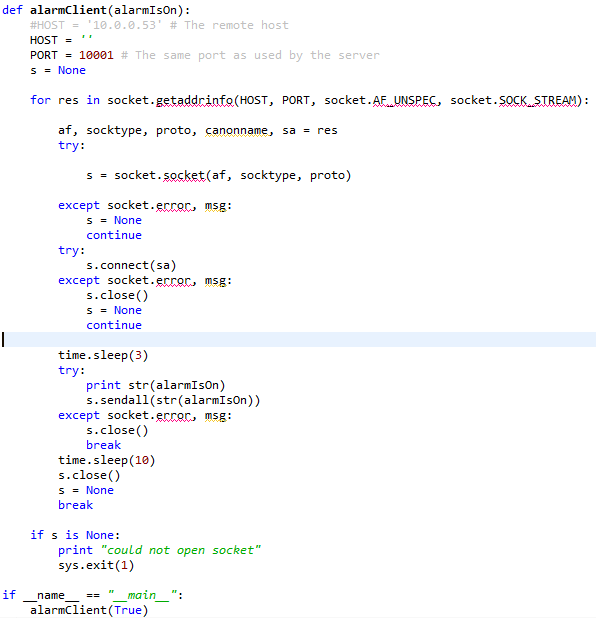 def alarmClient(alarmIsOn):
    #HOST = '10.0.0.53' # The remote host
    HOST = ''
    PORT = 10001 # The same port as used by the server
    s = None
    for res in socket.getaddrinfo(HOST, PORT, socket.AF_UNSPEC, socket.SOCK_STREAM):
        af, socktype, proto, canonname, sa = res
        try:
            s = socket.socket(af, socktype, proto)
        except socket.error, msg:
            s = None
            continue
        try:
            s.connect(sa)
        except socket.error, msg:
            s.close()
            s = None
            continue
        time.sleep(3)
        try:
            print str(alarmIsOn)
            s.sendall(str(alarmIsOn))
        except socket.error, msg:
            s.close()
            break
        time.sleep(10)
        s.close()
        s = None
        break
    if s is None:
        print "could not open socket"
        sys.exit(1)
if __name__ == "__main__":
    alarmClient(True)